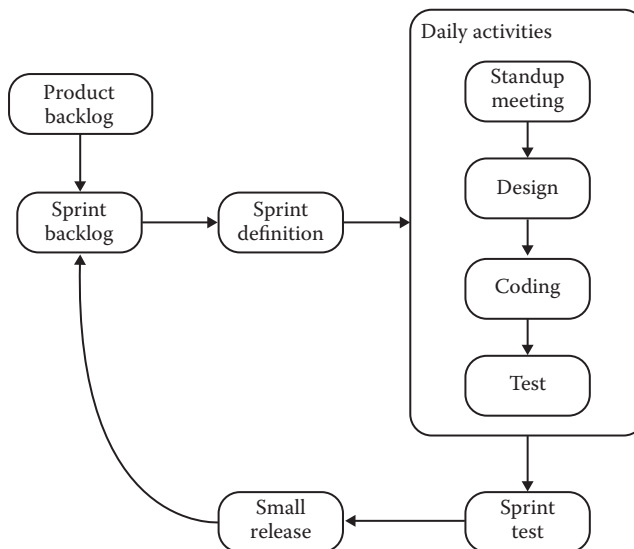 Daily activities
Product
backlog
Standup
meeting
Sprint
backlog
Sprint
definition
Design
Coding
Test
Small
release
Sprint
test